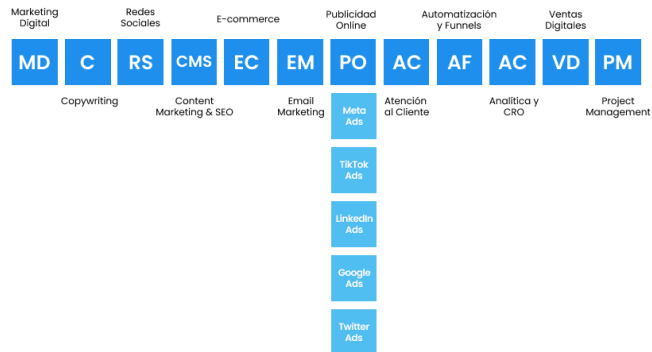 Marketing
Digital
Redes
Sociales
E-commerce
Publicidad
Online
Automatización
y Funnels
Ventas
Digitales
MD
C
RS
CMS
EC
EM
PO
AC
AF
AC
VD
PM
Copywriting
Content
Marketing & SEO
Email
Marketing
Atención
al Cliente
Analítica y
CRO
Project
Management
Meta
Ads
TikTok
Ads
LinkedIn
Ads
Google
Ads
Twitter
Ads